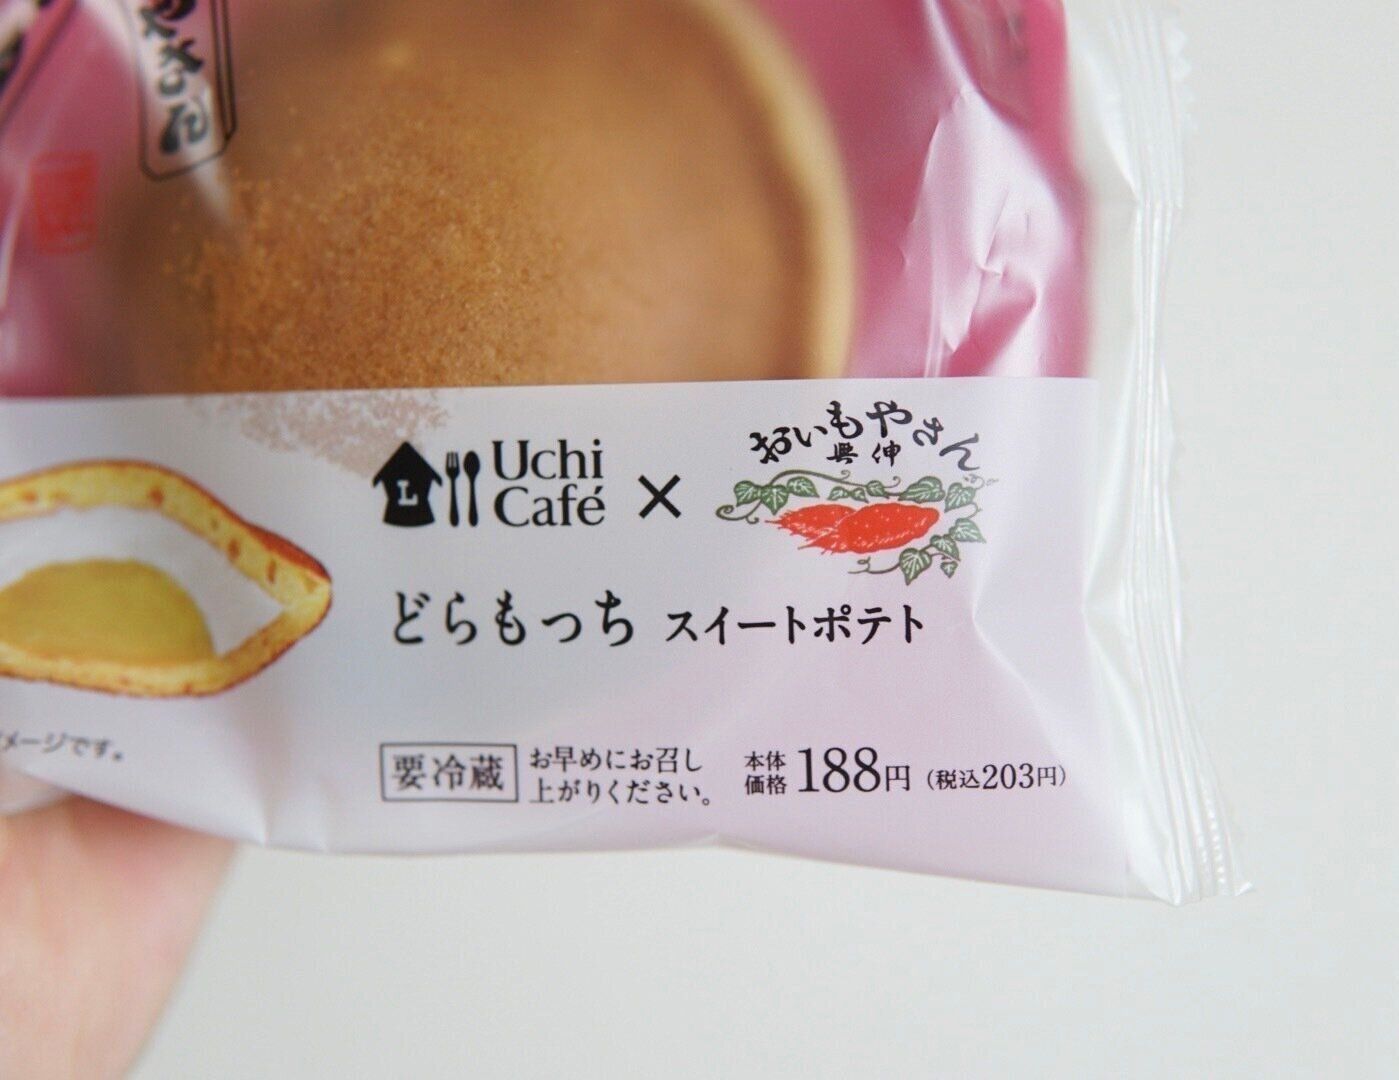 やさん
Uchi
Café
×
おいもやさん
興伸
L
どらもっち スイートポテト
メージです。
要冷蔵
お早めにお召し
上がりください。
本体
価格 188円 (税込203円)